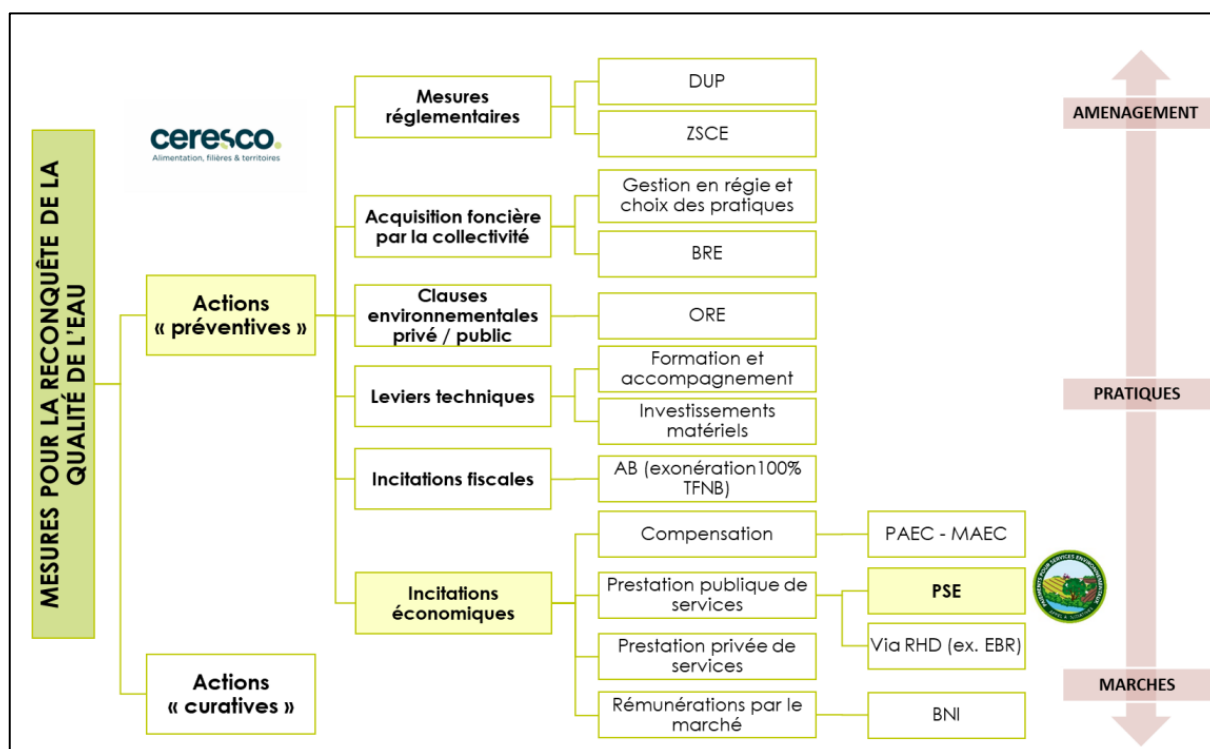 MESURES POUR LA RECONQUÊTE DE LA
QUALITÉ DE L'EAU
ceresco.
Alimentation, filières & territoires
Actions
« préventives »
Actions
« curatives »
Mesures
réglementaires
DUP
ZSCE
Acquisition foncière
par la collectivité
Gestion en régie et
choix des pratiques
BRE
Clauses
environnementales
privé / public
ORE
Leviers techniques
Formation et
accompagnement
Investissements
matériels
Incitations fiscales
AB (exonération100%
TFNB)
Incitations
économiques
Compensation
PAEC - MAEC
Prestation publique de
services
PSE
Via RHD (ex. EBR)
Prestation privée de
services
Rémunérations par le
marché
BNI
AMENAGEMENT
PRATIQUES
MARCHES
PAIEMENT POUR SERVICES ENVIRONNEMENTAUX